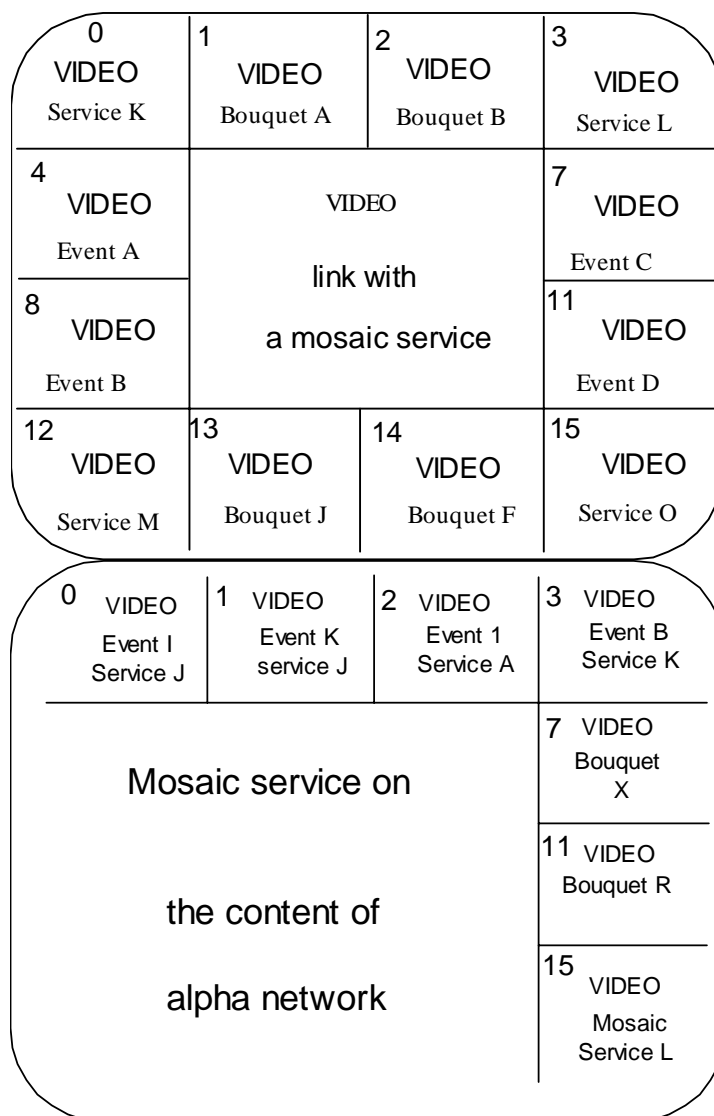 0
VIDEO
Service K
1
VIDEO
Bouquet A
2
VIDEO
Bouquet B
3
VIDEO
Service L
4
VIDEO
Event A
VIDEO
link with
a mosaic service
7
VIDEO
Event C
8
VIDEO
Event B
11
VIDEO
Event D
12
VIDEO
Service M
13
VIDEO
Bouquet J
14
VIDEO
Bouquet F
15
VIDEO
Service O
0
VIDEO
Event I
Service J
1
VIDEO
Event K
service J
2
VIDEO
Event 1
Service A
3
VIDEO
Event B
Service K
Mosaic service on
the content of
alpha network
7
VIDEO
Bouquet
X
11
VIDEO
Bouquet R
15
VIDEO
Mosaic
Service L